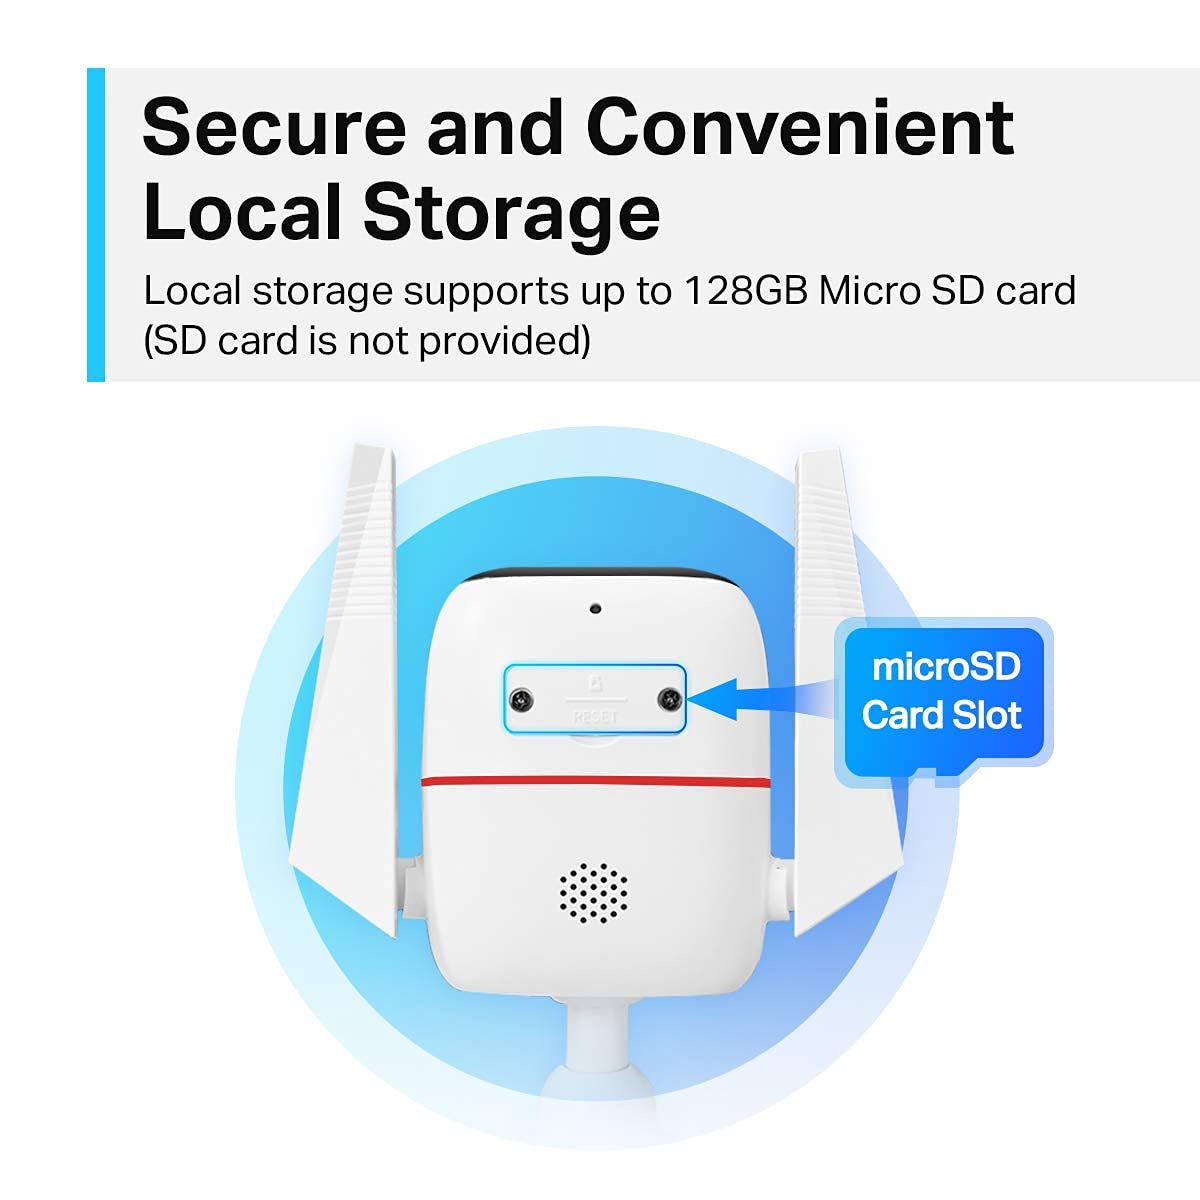 Secure and Convenient
Local Storage
Local storage supports up to 128GB Micro SD card
(SD card is not provided)
microSD
Card Slot
RESET